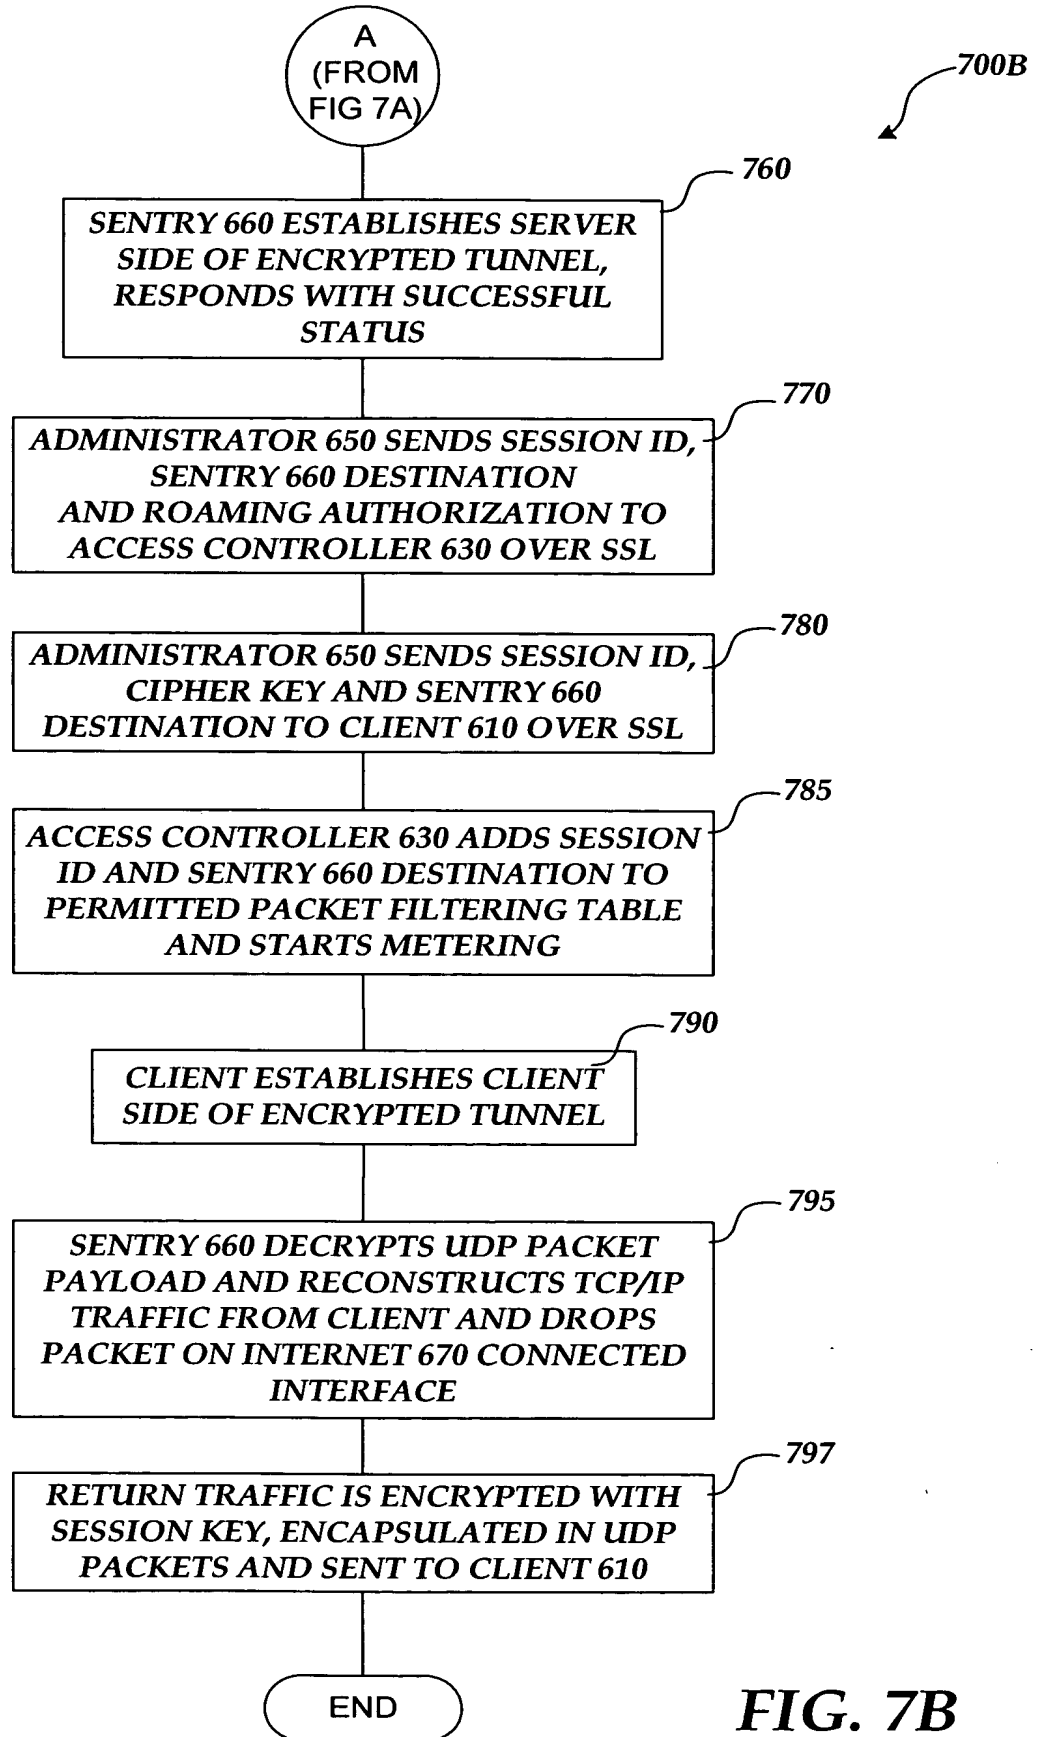 A
(FROM
FIG 7A)
700B
760
SENTRY 660 ESTABLISHES SERVER
SIDE OF ENCRYPTED TUNNEL,
RESPONDS WITH SUCCESSFUL
STATUS
770
ADMINISTRATOR 650 SENDS SESSION ID,
SENTRY 660 DESTINATION
AND ROAMING AUTHORIZATION TO
ACCESS CONTROLLER 630 OVER SSL
780
ADMINISTRATOR 650 SENDS SESSION ID,
CIPHER KEY AND SENTRY 660
DESTINATION TO CLIENT 610 OVER SSL
785
ACCESS CONTROLLER 630 ADDS SESSION
ID AND SENTRY 660 DESTINATION TO
PERMITTED PACKET FILTERING TABLE
AND STARTS METERING
790
CLIENT ESTABLISHES CLIENT
SIDE OF ENCRYPTED TUNNEL
795
SENTRY 660 DECRYPTS UDP PACKET
PAYLOAD AND RECONSTRUCTS TCP/IP
TRAFFIC FROM CLIENT AND DROPS
PACKET ON INTERNET 670 CONNECTED
INTERFACE
797
RETURN TRAFFIC IS ENCRYPTED WITH
SESSION KEY, ENCAPSULATED IN UDP
PACKETS AND SENT TO CLIENT 610
END
FIG. 7B